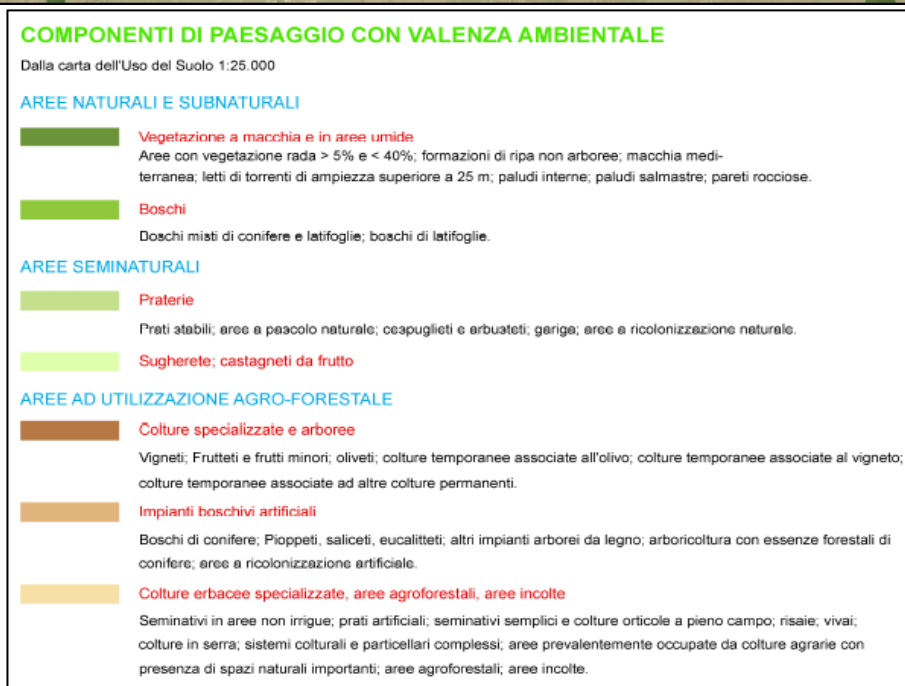 COMPONENTI DI PAESAGGIO CON VALENZA AMBIENTALE
Dalla carta dell'Uso del Suolo 1:25.000
AREE NATURALI E SUBNATURALI
Vegetazione a macchia e in aree umide
Aree con vegetazione rada > 5% e < 40%; formazioni di ripa non arboree; macchia medi-
terranea; letti di torrenti di ampiezza superiore a 25 m; paludi interne; paludi salmastre; pareti rocciose.
Boschi
Boschi misti di conifere e latifoglie; boschi di latifoglie.
AREE SEMINATURALI
Praterie
Prati stabili; aree a pascolo naturale; cespuglieti e arbusteti; gariga; aree a ricolonizzazione naturale.
Sugherete; castagneti da frutto
AREE AD UTILIZZAZIONE AGRO-FORESTALE
Colture specializzate e arboree
Vigneti; Frutteti e frutti minori; oliveti; colture temporanee associate all'olivo; colture temporanee associate al vigneto;
colture temporanee associate ad altre colture permanenti.
Impianti boschivi artificiali
Boschi di conifere; Pioppeti, saliceti, eucalitteti; altri impianti arborei da legno; arboricoltura con essenze forestali di
conifere; aree a ricolonizzazione artificiale.
Colture erbacee specializzate, aree agroforestali, aree incolte
Seminativi in aree non irrigue; prati artificiali; seminativi semplici e colture orticole a pieno campo; risaie; vivai;
colture in serra; sistemi colturali e particellari complessi; aree prevalentemente occupate da colture agrarie con
presenza di spazi naturali importanti; aree agroforestali; aree incolte.